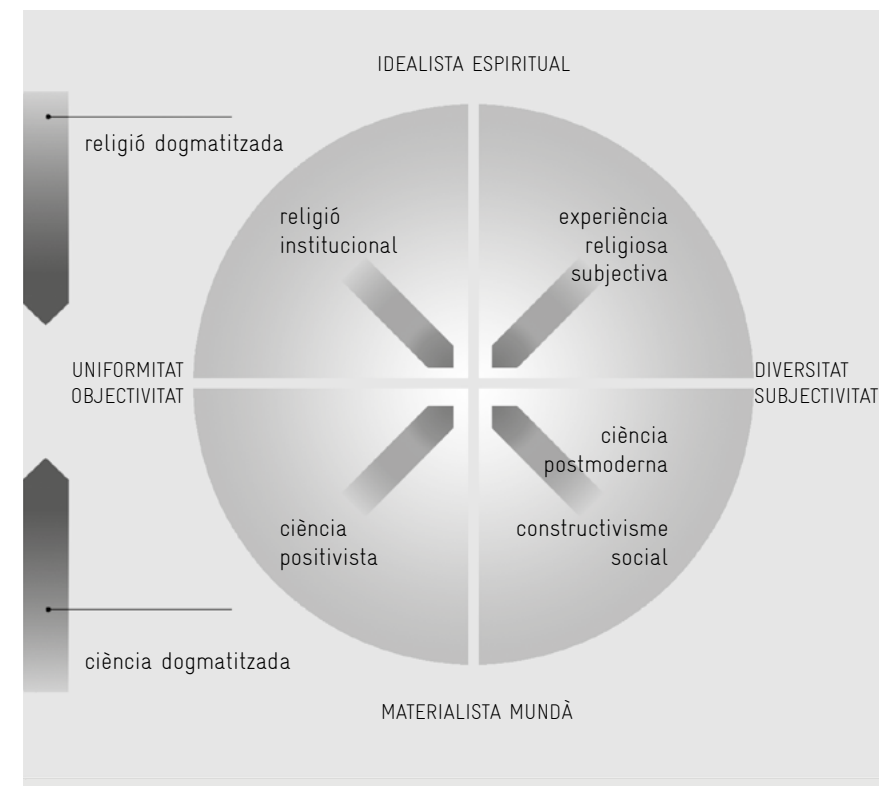 IDEALISTA ESPIRITUAL
religió dogmatitzada
religió
institucional
experiència
religiosa
subjectiva
UNIFORMITAT
OBJECTIVITAT
DIVERSITAT
SUBJECTIVITAT
ciència
postmoderna
ciència
positivista
constructivisme
social
ciència dogmatitzada
MATERIALISTA MUNDÀ